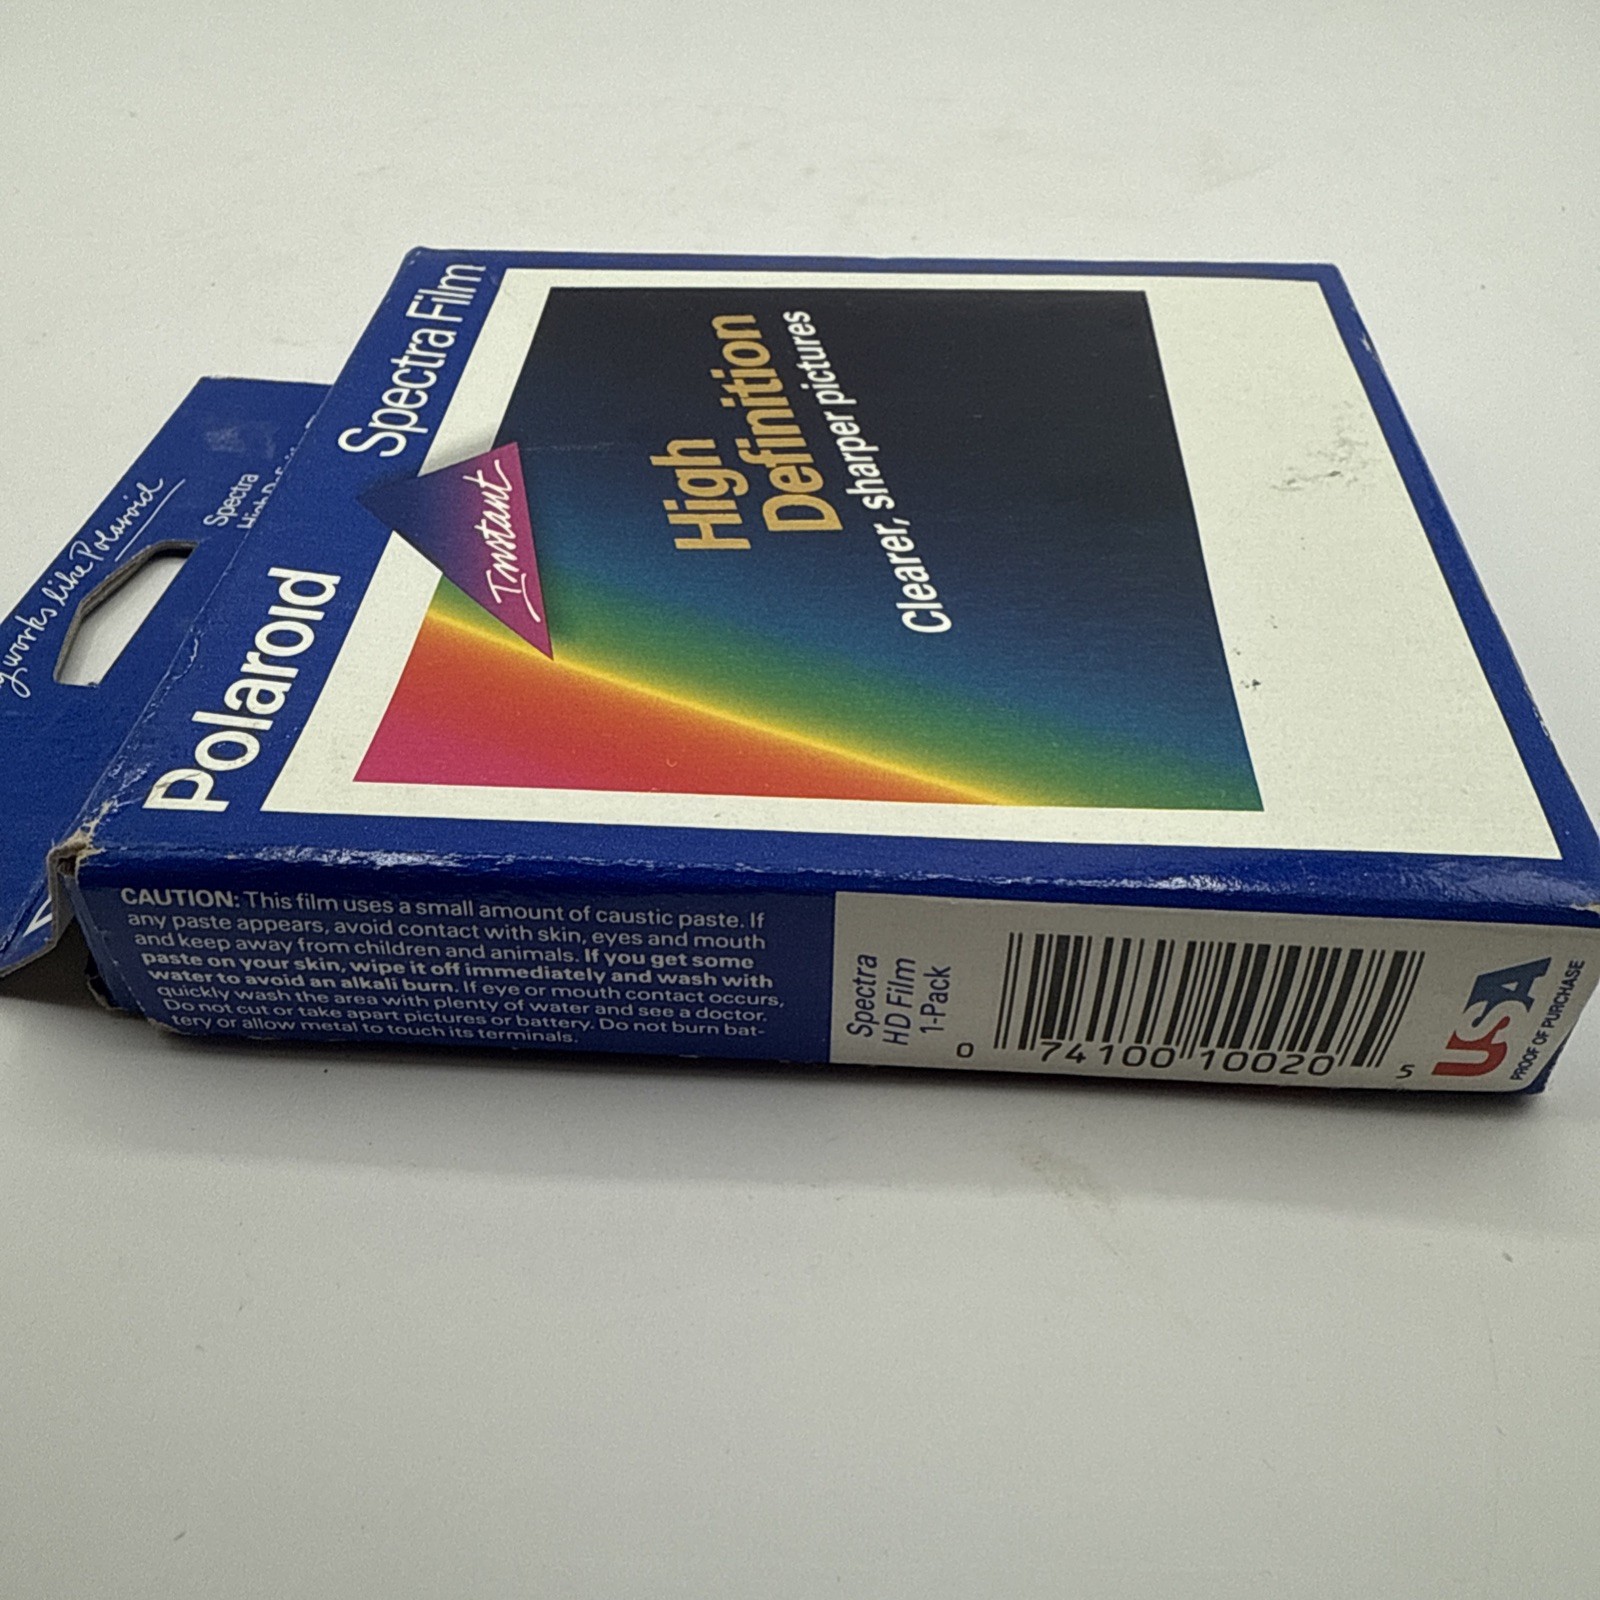 works like Polaroid
Spectra
Polaroid
Spectra Film
Instant
High
Definition
Clearer, sharper pictures
CAUTION: This film uses a small amount of caustic paste. If
any paste appears, avoid contact with skin, eyes and mouth
and keep away from children and animals. If you get some
paste on your skin, wipe it off immediately and wash with
water to avoid an alkali burn. If eye or mouth contact occurs,
quickly wash the area with plenty of water and see a doctor.
Do not cut or take apart pictures or battery. Do not burn bat-
tery or allow metal to touch its terminals.
Spectra
HD Film
1-Pack
0 74100 10020 5
USA
PROOF OF PURCHASE